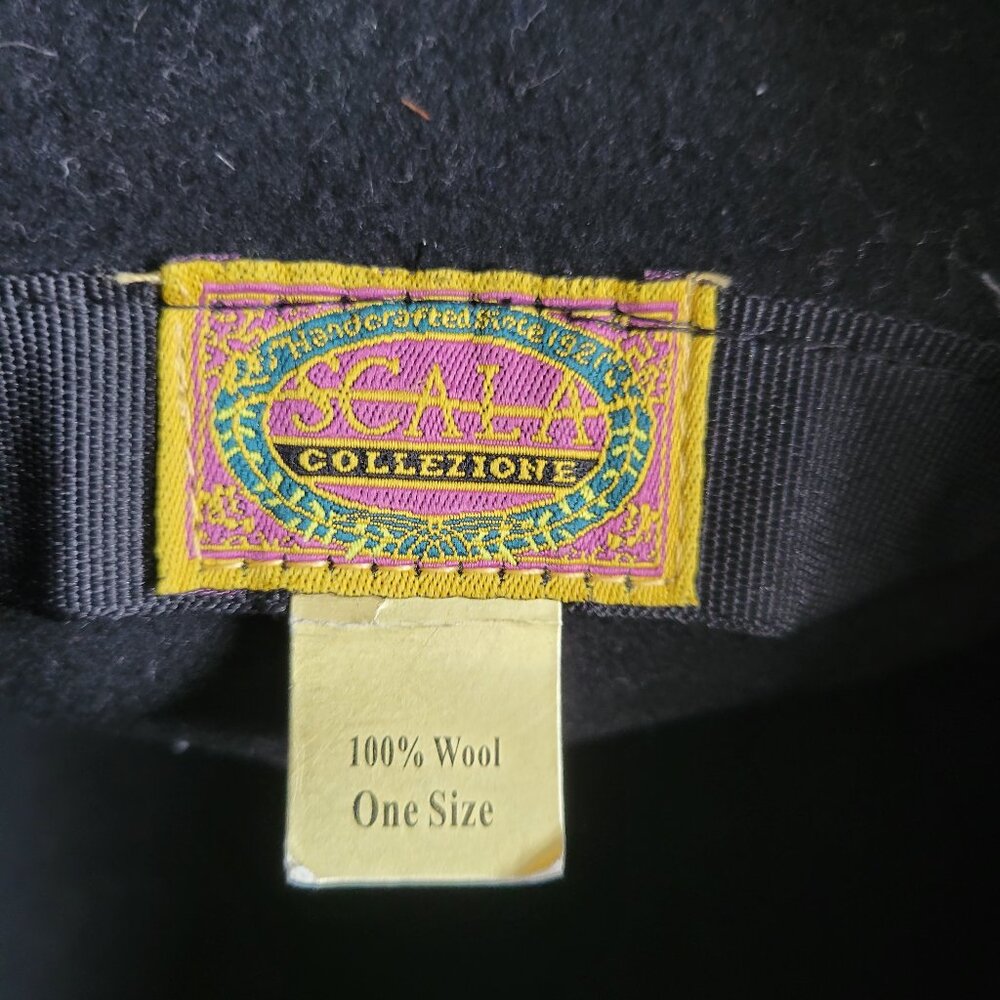 Handcrafted Since 1921
SCALA
COLLEZIONE
100% Wool
One Size